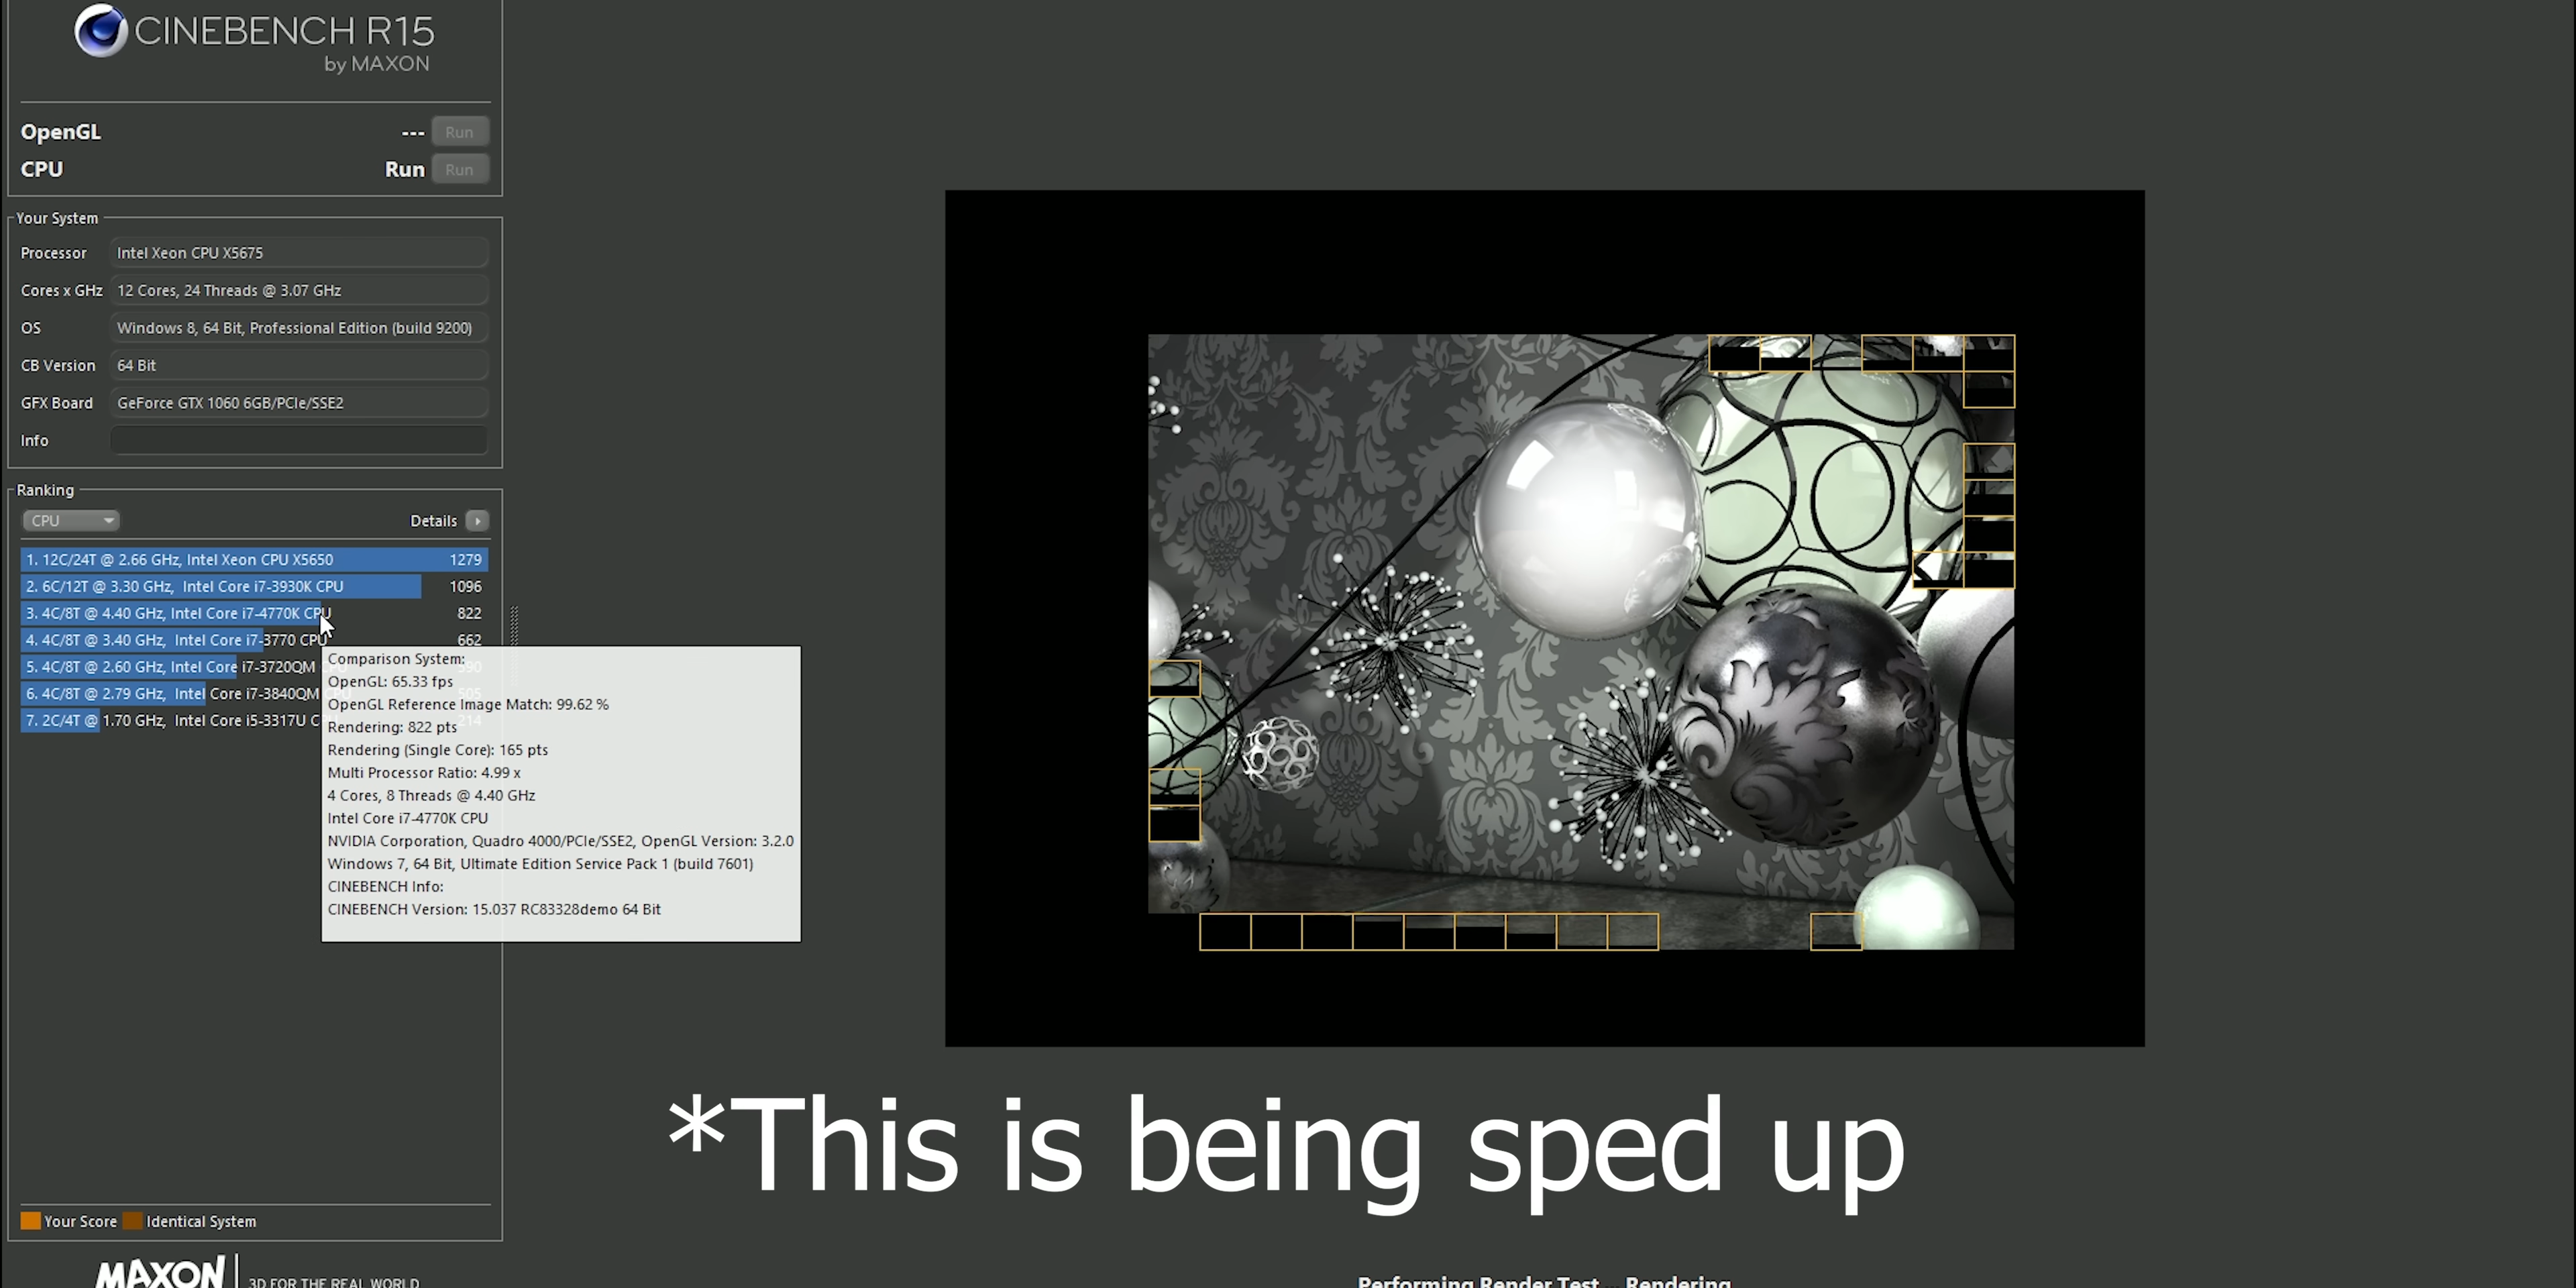 CINEBENCH R15
by MAXON
OpenGL --- Run
CPU Run Run
Your System
Processor Intel Xeon CPU X5675
Cores x GHz 12 Cores, 24 Threads @ 3.07 GHz
OS Windows 8, 64 Bit, Professional Edition (build 9200)
CB Version 64 Bit
GFX Board GeForce GTX 1060 6GB/PCIe/SSE2
Info
Ranking
CPU Details
1. 12C/24T @ 2.66 GHz, Intel Xeon CPU X5650 1279
2. 6C/12T @ 3.30 GHz, Intel Core i7-3930K CPU 1096
3. 4C/8T @ 4.40 GHz, Intel Core i7-4770K CPU 822
4. 4C/8T @ 3.40 GHz, Intel Core i7-3770 CPU 662
5. 4C/8T @ 2.60 GHz, Intel Core i7-3720QM
6. 4C/8T @ 2.79 GHz, Intel Core i7-3840QM
7. 2C/4T @ 1.70 GHz, Intel Core i5-3317U C
Comparison System:
OpenGL: 65.33 fps
OpenGL Reference Image Match: 99.62 %
Rendering: 822 pts
Rendering (Single Core): 165 pts
Multi Processor Ratio: 4.99 x
4 Cores, 8 Threads @ 4.40 GHz
Intel Core i7-4770K CPU
NVIDIA Corporation, Quadro 4000/PCIe/SSE2, OpenGL Version: 3.2.0
Windows 7, 64 Bit, Ultimate Edition Service Pack 1 (build 7601)
CINEBENCH Info:
CINEBENCH Version: 15.037 RC83328demo 64 Bit
*This is being sped up
Your Score Identical System
MAXON 3D FOR THE REAL WORLD
Performing Render Test ... Rendering